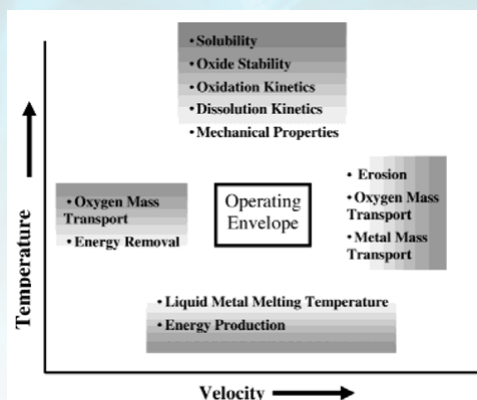 • Solubility
• Oxide Stability
• Oxidation Kinetics
• Dissolution Kinetics
• Mechanical Properties
• Oxygen Mass
Transport
• Energy Removal
Operating
Envelope
• Erosion
• Oxygen Mass
Transport
• Metal Mass
Transport
• Liquid Metal Melting Temperature
• Energy Production
Temperature
Velocity